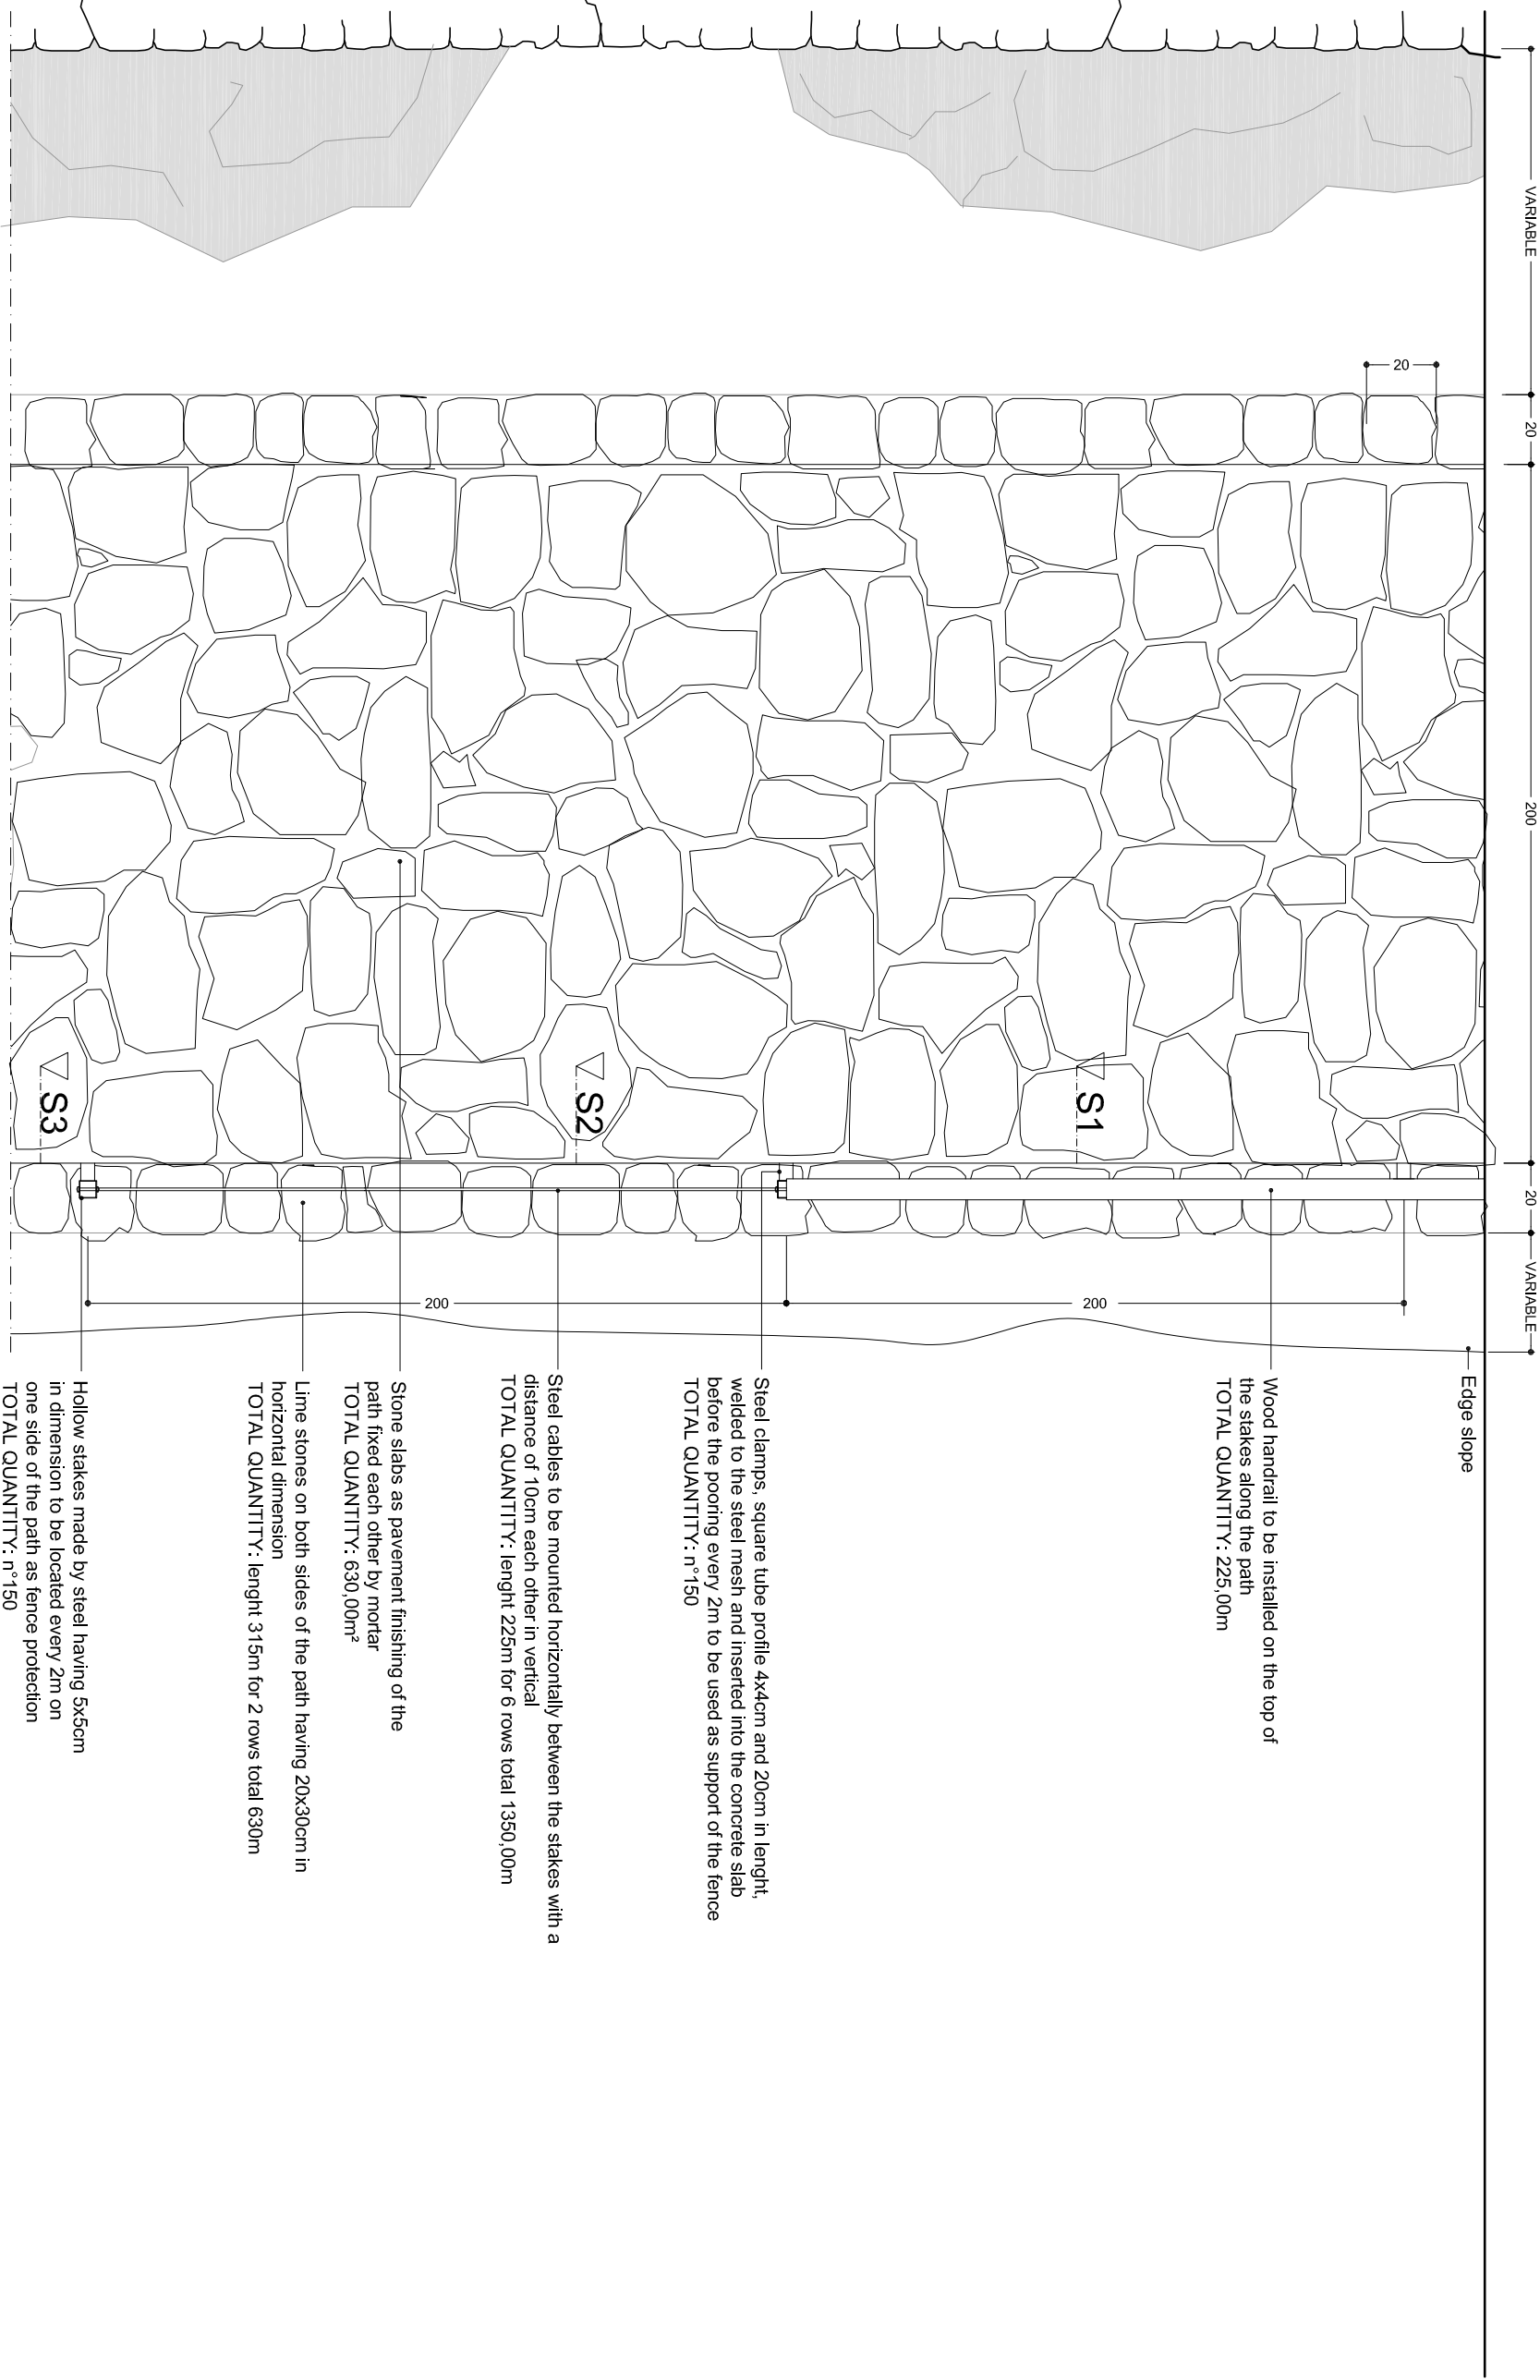 VARIABLE
20
20
200
20
VARIABLE
S1
S2
S3
200
200
Edge slope
Wood handrail to be installed on the top of
the stakes along the path
TOTAL QUANTITY: 225,00m
Steel clamps, square tube profile 4x4cm and 20cm in lenght,
welded to the steel mesh and inserted into the concrete slab
before the pooring every 2m to be used as support of the fence
TOTAL QUANTITY: n°150
Steel cables to be mounted horizontally between the stakes with a
distance of 10cm each other in vertical
TOTAL QUANTITY: lenght 225m for 6 rows total 1350,00m
Stone slabs as pavement finishing of the
path fixed each other by mortar
TOTAL QUANTITY: 630,00m²
Lime stones on both sides of the path having 20x30cm in
horizontal dimension
TOTAL QUANTITY: lenght 315m for 2 rows total 630m
Hollow stakes made by steel having 5x5cm
in dimension to be located every 2m on
one side of the path as fence protection
TOTAL QUANTITY: n°150